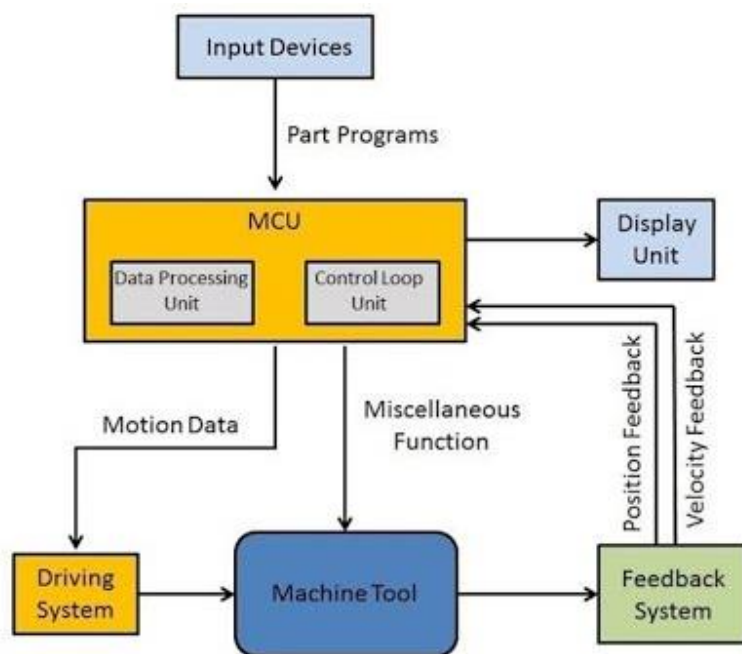 Input Devices
Part Programs
MCU
Data Processing
Unit
Control Loop
Unit
Display
Unit
Motion Data
Miscellaneous
Function
Position Feedback
Velocity Feedback
Driving
System
Machine Tool
Feedback
System